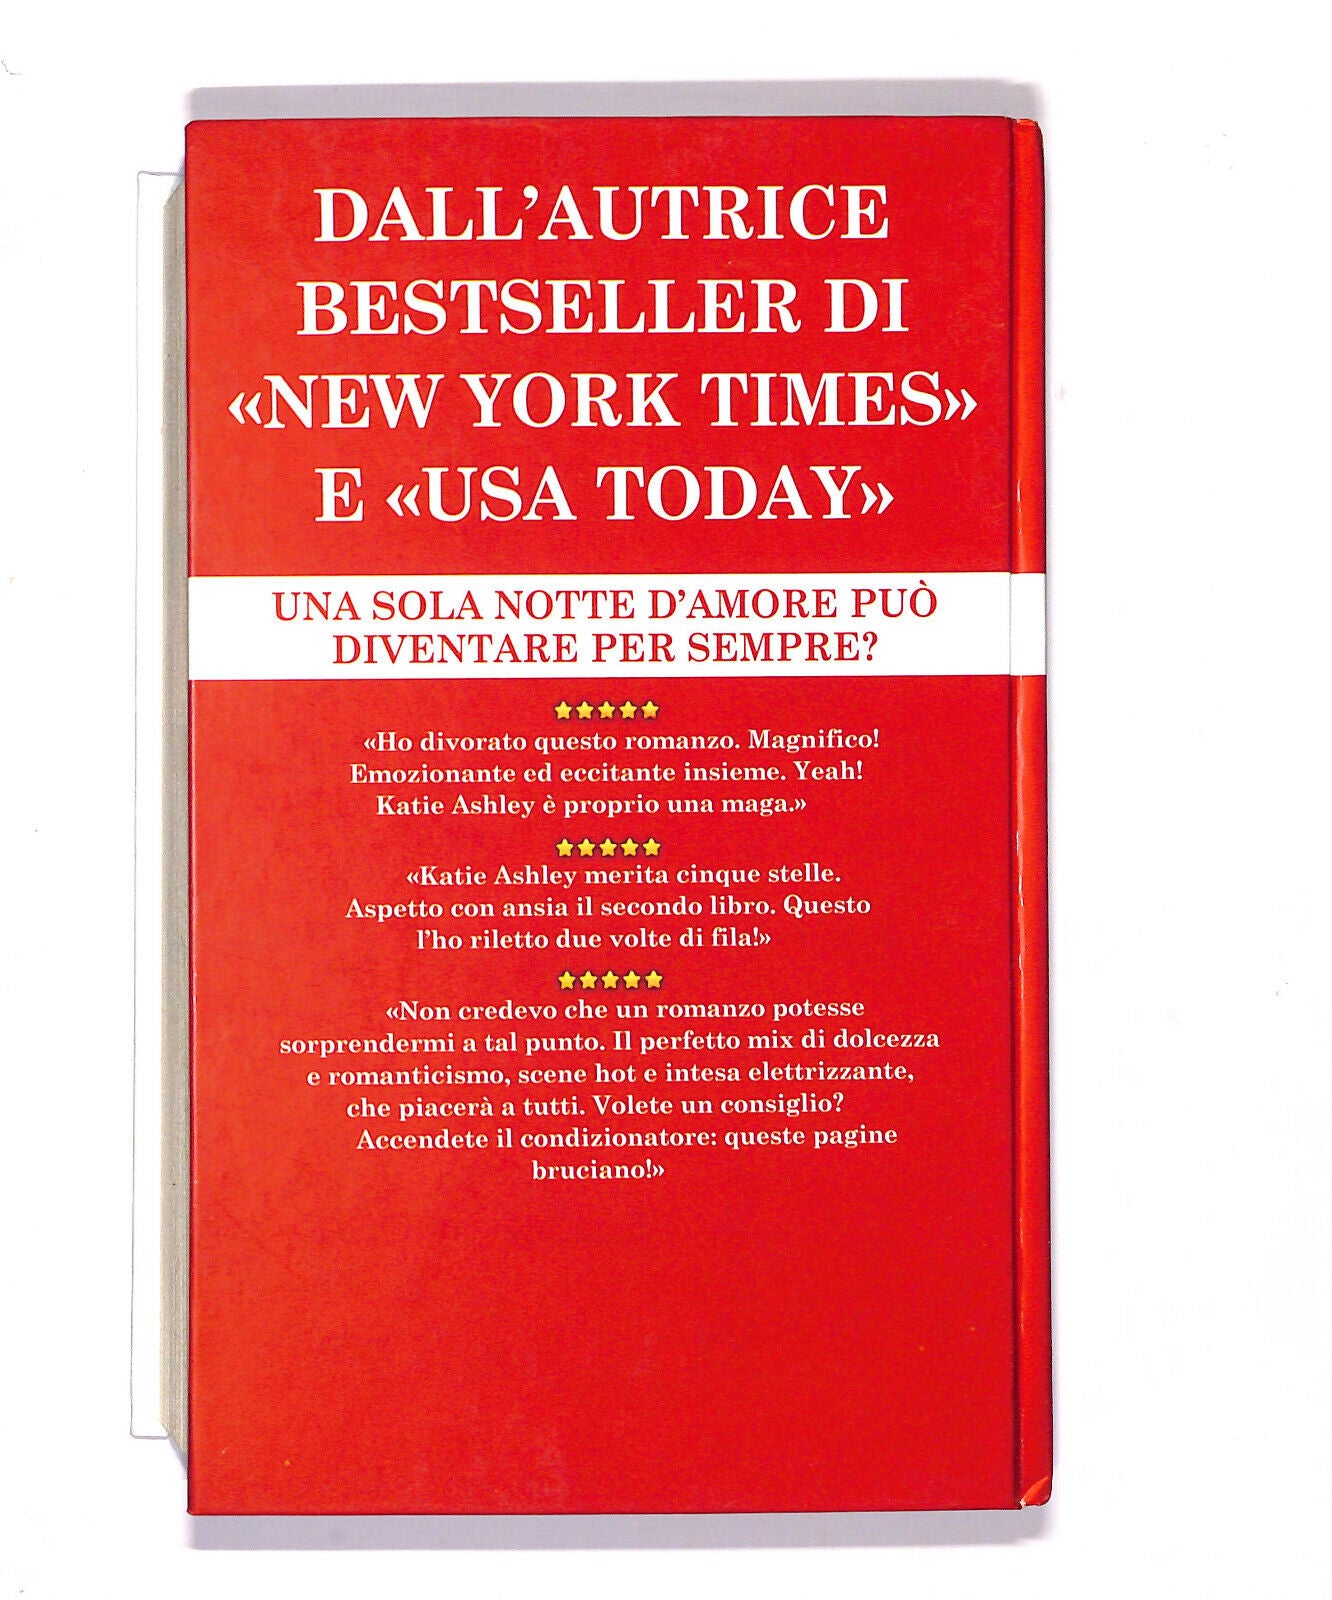 DALL'AUTRICE
BESTSELLER DI
«NEW YORK TIMES»
E «USA TODAY»
UNA SOLA NOTTE D'AMORE PUÒ
DIVENTARE PER SEMPRE?
«Ho divorato questo romanzo. Magnifico!
Emozionante ed eccitante insieme. Yeah!
Katie Ashley è proprio una maga.»
«Katie Ashley merita cinque stelle.
Aspetto con ansia il secondo libro. Questo
l'ho riletto due volte di fila!»
«Non credevo che un romanzo potesse
sorprendermi a tal punto. Il perfetto mix di dolcezza
e romanticismo, scene hot e intesa elettrizzante,
che piacerà a tutti. Volete un consiglio?
Accendete il condizionatore: queste pagine
bruciano!»